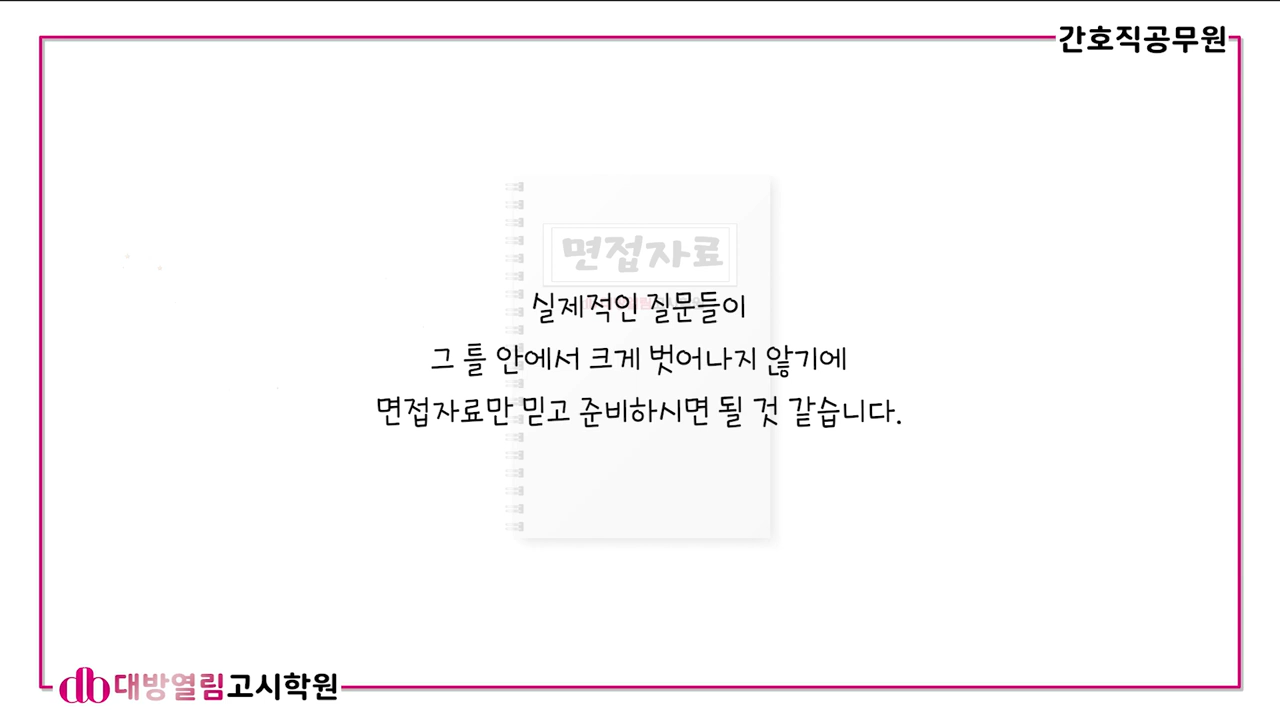 간호직공무원
면접자료
실제적인 질문들이
그 틀 안에서 크게 벗어나지 않기에
면접자료만 믿고 준비하시면 될 것 같습니다.
db 대방열림고시학원